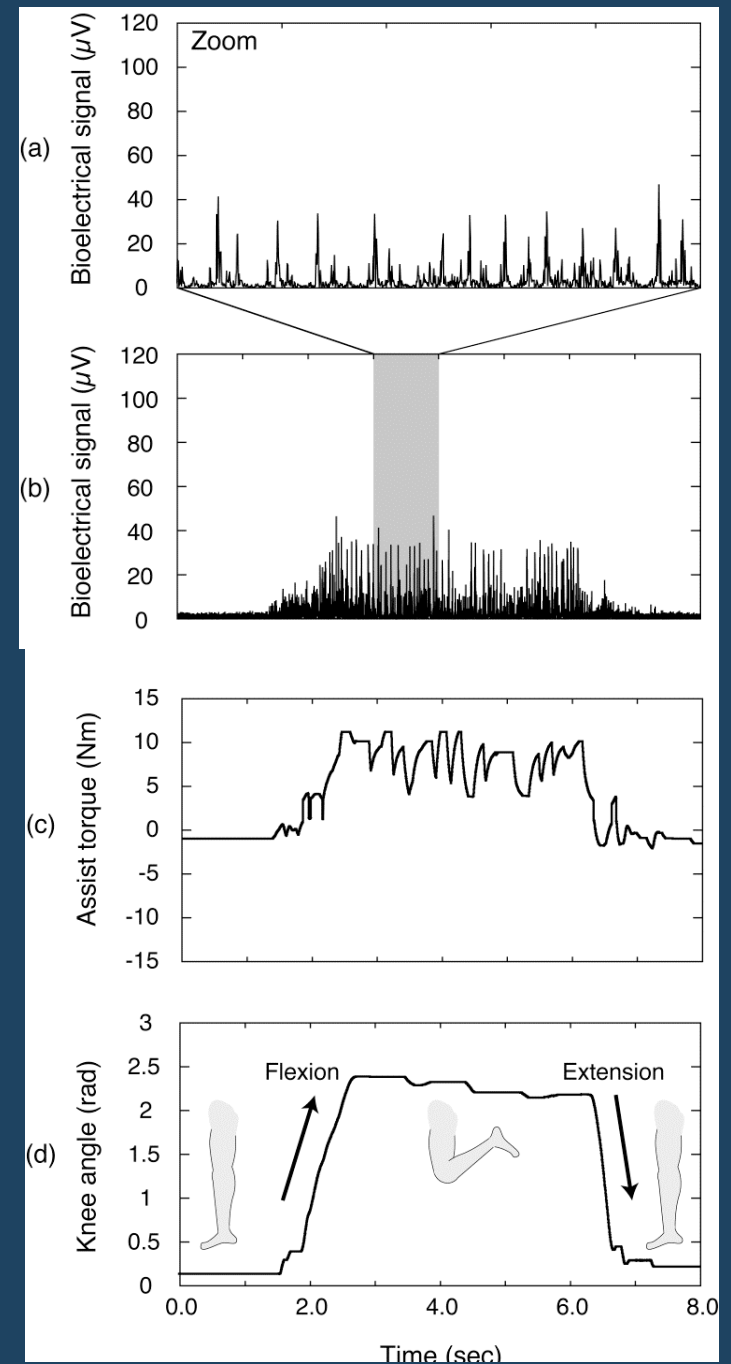 Zoom
(a)
Bioelectrical signal (µV)
120
100
80
60
40
20
0
(b)
Bioelectrical signal (µV)
120
100
80
60
40
20
0
(c)
Assist torque (Nm)
15
10
5
0
-5
-10
-15
(d)
Knee angle (rad)
3
2.5
2
1.5
1
0.5
0
Flexion
Extension
0.0 2.0 4.0 6.0 8.0
Time (sec)